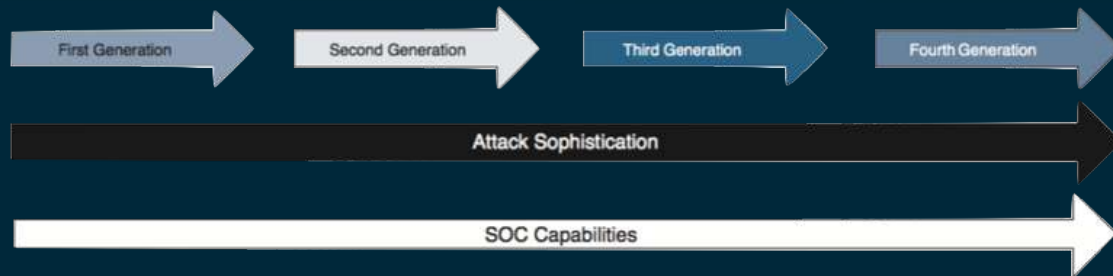 First Generation
Second Generation
Third Generation
Fourth Generation
Attack Sophistication
SOC Capabilities